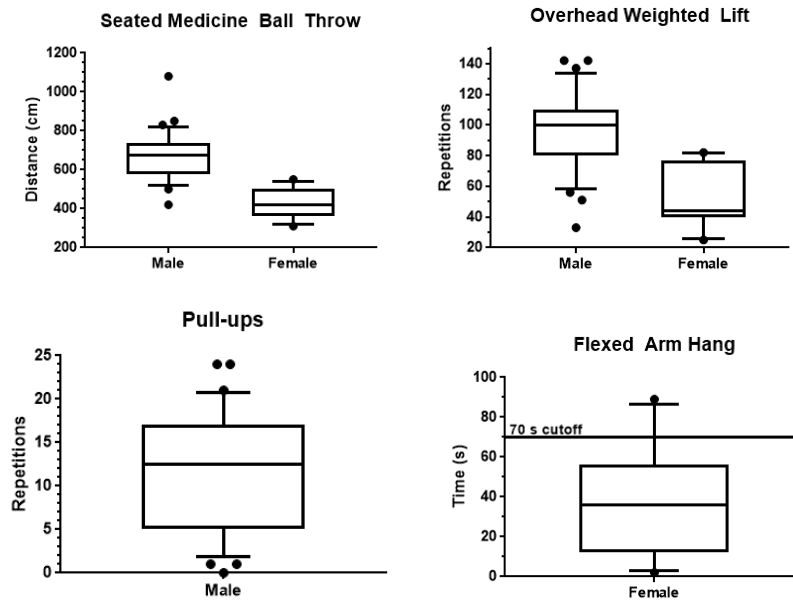 Seated Medicine Ball Throw
Distance (cm)
1200
1000
800
600
400
200
Male
Female
Overhead Weighted Lift
Repetitions
140
120
100
80
60
40
20
Male
Female
Pull-ups
Repetitions
25
20
15
10
5
0
Male
Flexed Arm Hang
Time (s)
100
80
60
40
20
0
70 s cutoff
Female